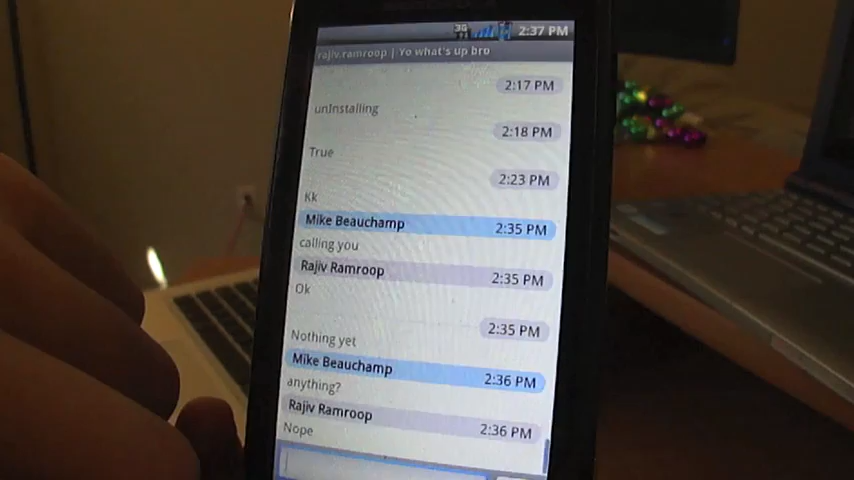 3G 2:37 PM
rajiv.ramroop | Yo what's up bro
2:17 PM
unInstalling
2:18 PM
True
2:23 PM
Kk
Mike Beauchamp 2:35 PM
calling you
Rajiv Ramroop 2:35 PM
Ok
2:35 PM
Nothing yet
Mike Beauchamp 2:36 PM
anything?
Rajiv Ramroop 2:36 PM
Nope